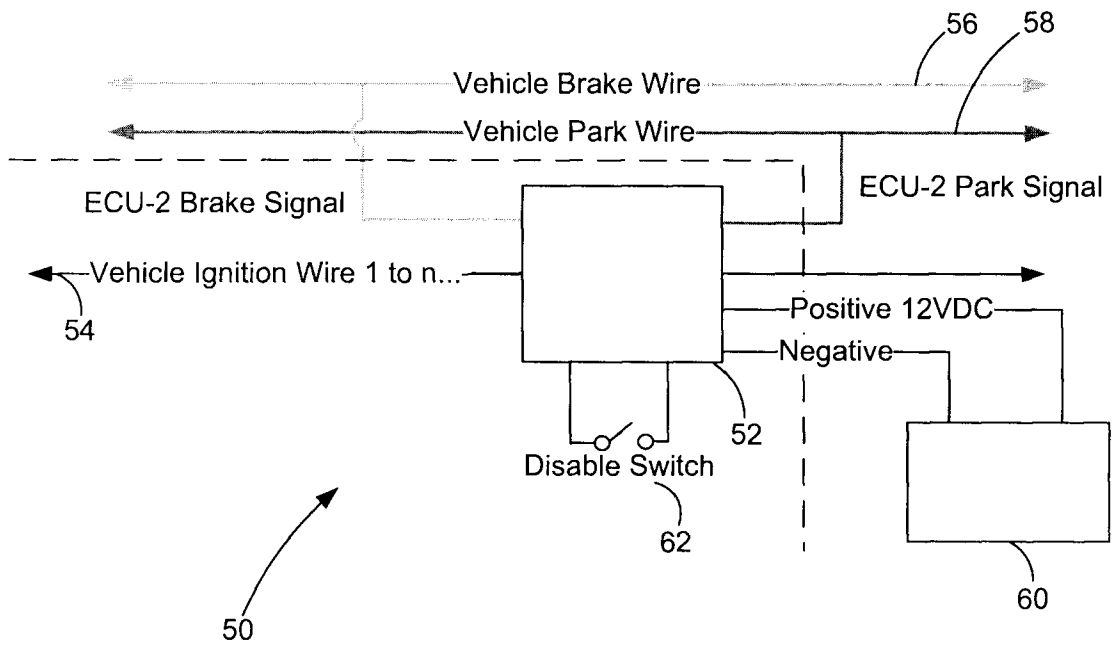 56
58
Vehicle Brake Wire
Vehicle Park Wire
ECU-2 Brake Signal
ECU-2 Park Signal
Vehicle Ignition Wire 1 to n...
54
Positive 12VDC
Negative
52
Disable Switch
62
60
50